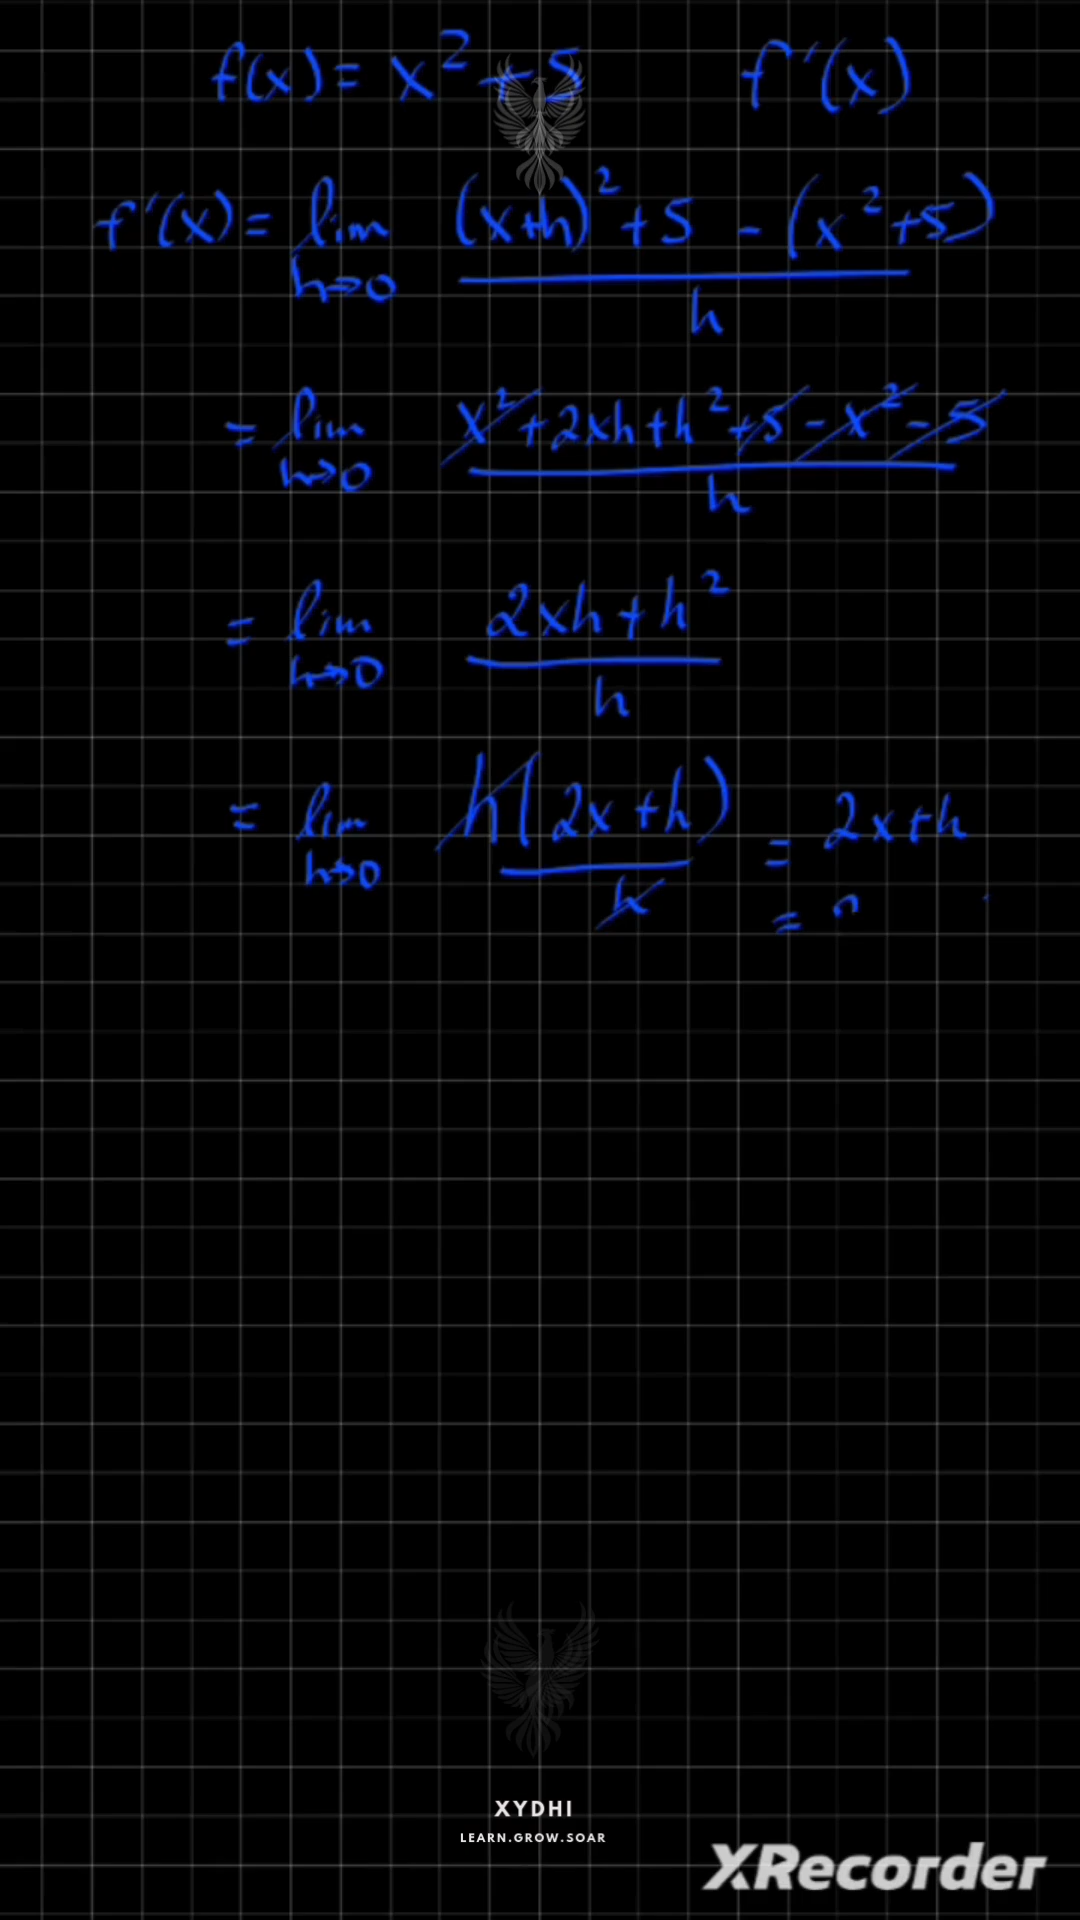 f(x) = x² + 5 f'(x)
f'(x) = lim h→0 (x+h)² + 5 - (x² + 5) / h
= lim h→0 x² + 2xh + h² + 5 - x² - 5 / h
= lim h→0 2xh + h² / h
= lim h→0 h(2x + h) / h = 2x + h
=
XYDHI
LEARN.GROW.SOAR
XRecorder